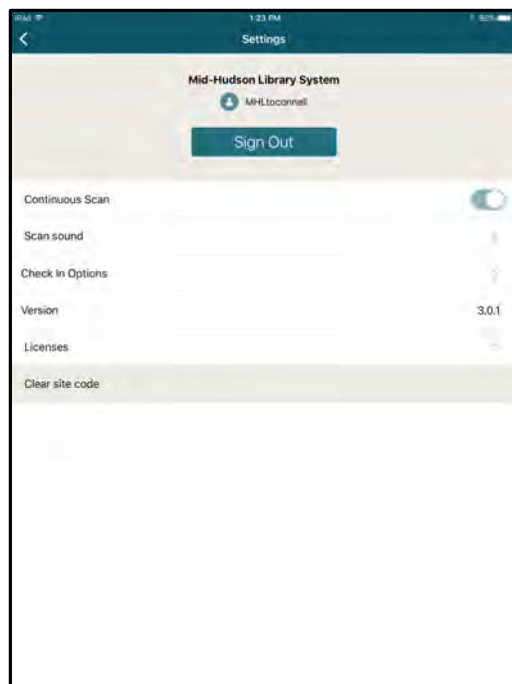 iPad
1:23 PM
Settings
Mid-Hudson Library System
MHLtoconnell
Sign Out
Continuous Scan
Scan sound
Check In Options
Version 3.0.1
Licenses
Clear site code